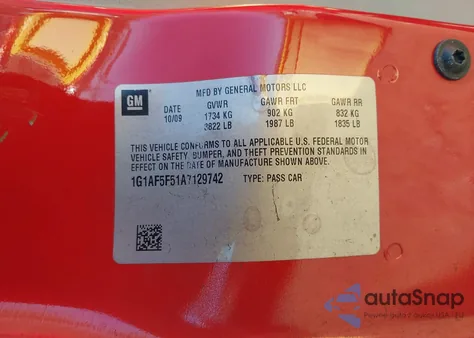 GM
MFD BY GENERAL MOTORS LLC
DATE GVWR GAWR FRT GAWR RR
10/09 1734 KG 902 KG 832 KG
3822 LB 1987 LB 1835 LB
THIS VEHICLE CONFORMS TO ALL APPLICABLE U.S. FEDERAL MOTOR
VEHICLE SAFETY, BUMPER, AND THEFT PREVENTION STANDARDS IN
EFFECT ON THE DATE OF MANUFACTURE SHOWN ABOVE.
1G1AF5F51A7129742 TYPE: PASS CAR
autoSnap